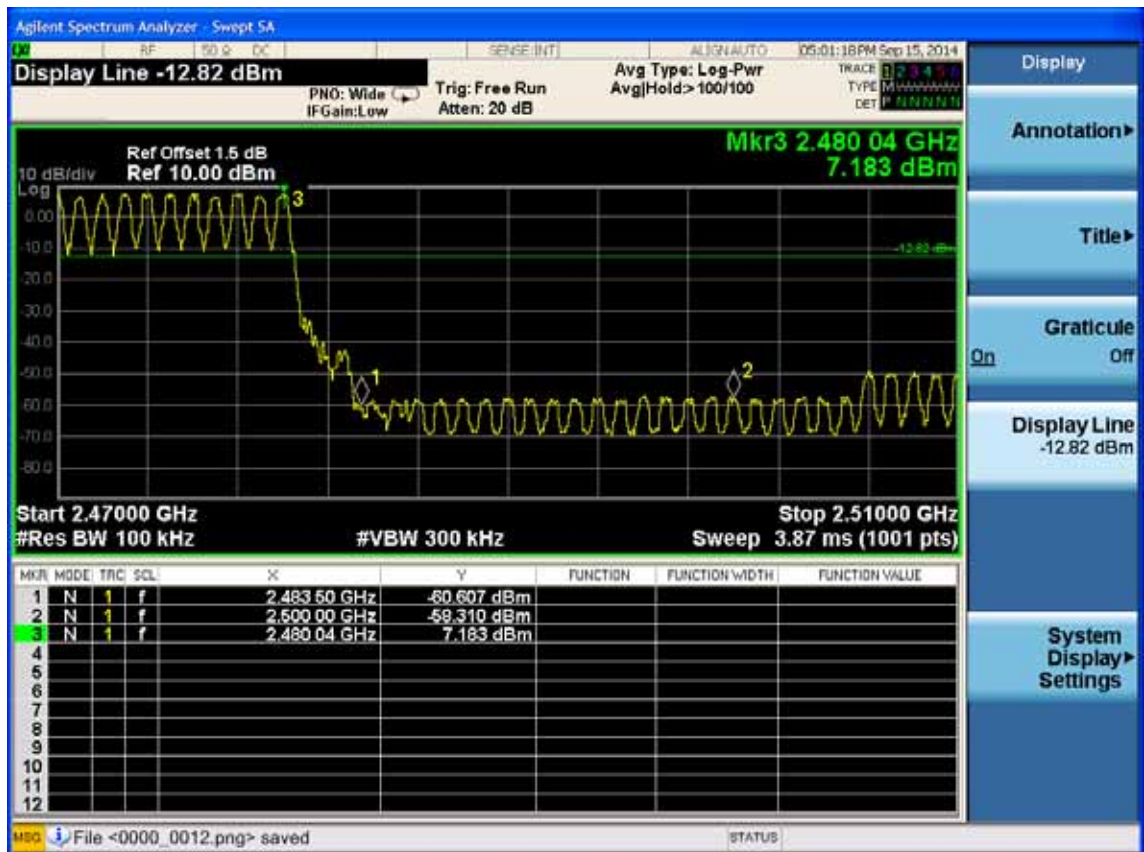 Agilent Spectrum Analyzer - Swept SA
RF 50 Ω DC SENSE:INT ALIGN AUTO 05:01:18 PM Sep 15, 2014
Display Line -12.82 dBm
PNO: Wide
IFGain:Low
Trig: Free Run
Atten: 20 dB
Avg Type: Log-Pwr
Avg|Hold:> 100/100
TRACE 1 2 3 4 5 6
TYPE M
DET P N N N N N
Mkr3 2.480 04 GHz
7.183 dBm
Ref Offset 1.5 dB
10 dB/div Ref 10.00 dBm
Log
3
0.00
-10.0
-12.82 dBm
-20.0
-30.0
-40.0
-50.0
1
2
-60.0
-70.0
-80.0
Start 2.47000 GHz Stop 2.51000 GHz
#Res BW 100 kHz #VBW 300 kHz Sweep 3.87 ms (1001 pts)
MKR MODE TRC SCL X Y FUNCTION FUNCTION WIDTH FUNCTION VALUE
1 N 1 f 2.483 50 GHz -60.607 dBm
2 N 1 f 2.500 00 GHz -58.310 dBm
3 N 1 f 2.480 04 GHz 7.183 dBm
4
5
6
7
8
9
10
11
12
MSG File <0000_0012.png> saved STATUS
Display
Annotation
Title
Graticule
On Off
Display Line
-12.82 dBm
System
Display
Settings